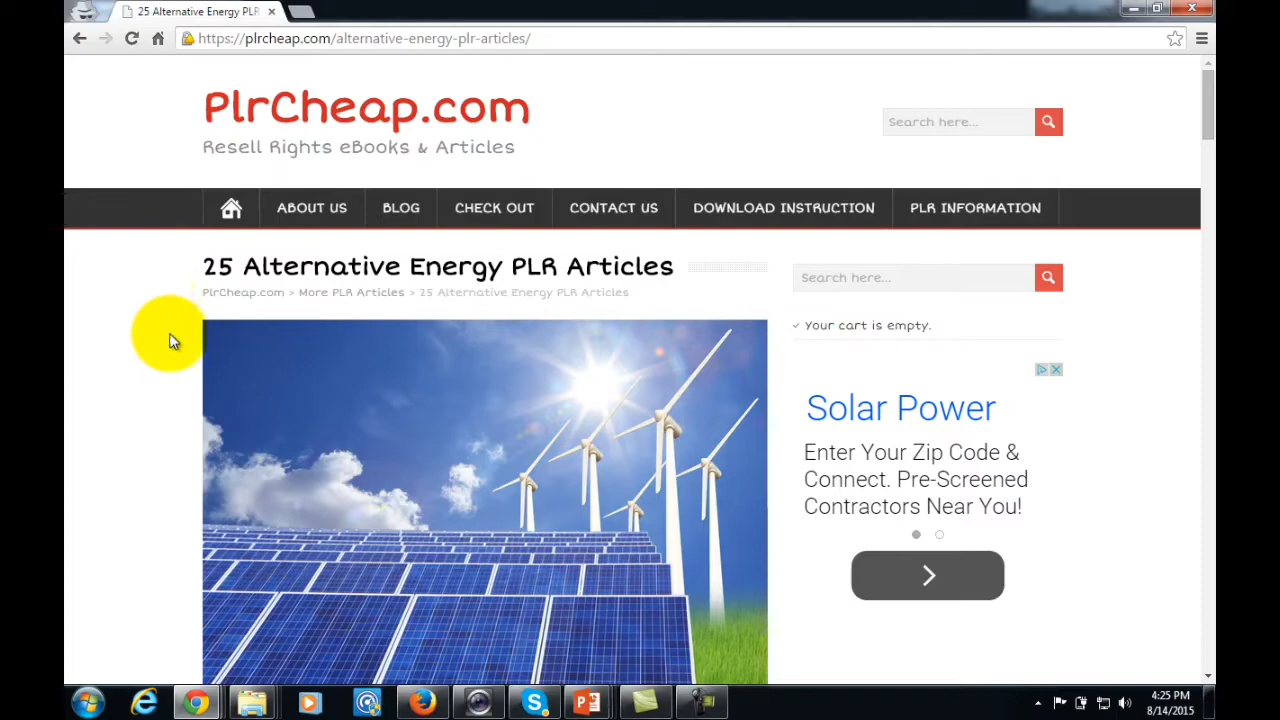 25 Alternative Energy PLR
https://plrcheap.com/alternative-energy-plr-articles/
PlrCheap.com
Resell Rights eBooks & Articles
Search here...
ABOUT US BLOG CHECK OUT CONTACT US DOWNLOAD INSTRUCTION PLR INFORMATION
25 Alternative Energy PLR Articles
PlrCheap.com > More PLR Articles > 25 Alternative Energy PLR Articles
Search here...
Your cart is empty.
Solar Power
Enter Your Zip Code &
Connect. Pre-Screened
Contractors Near You!
4:25 PM
8/14/2015